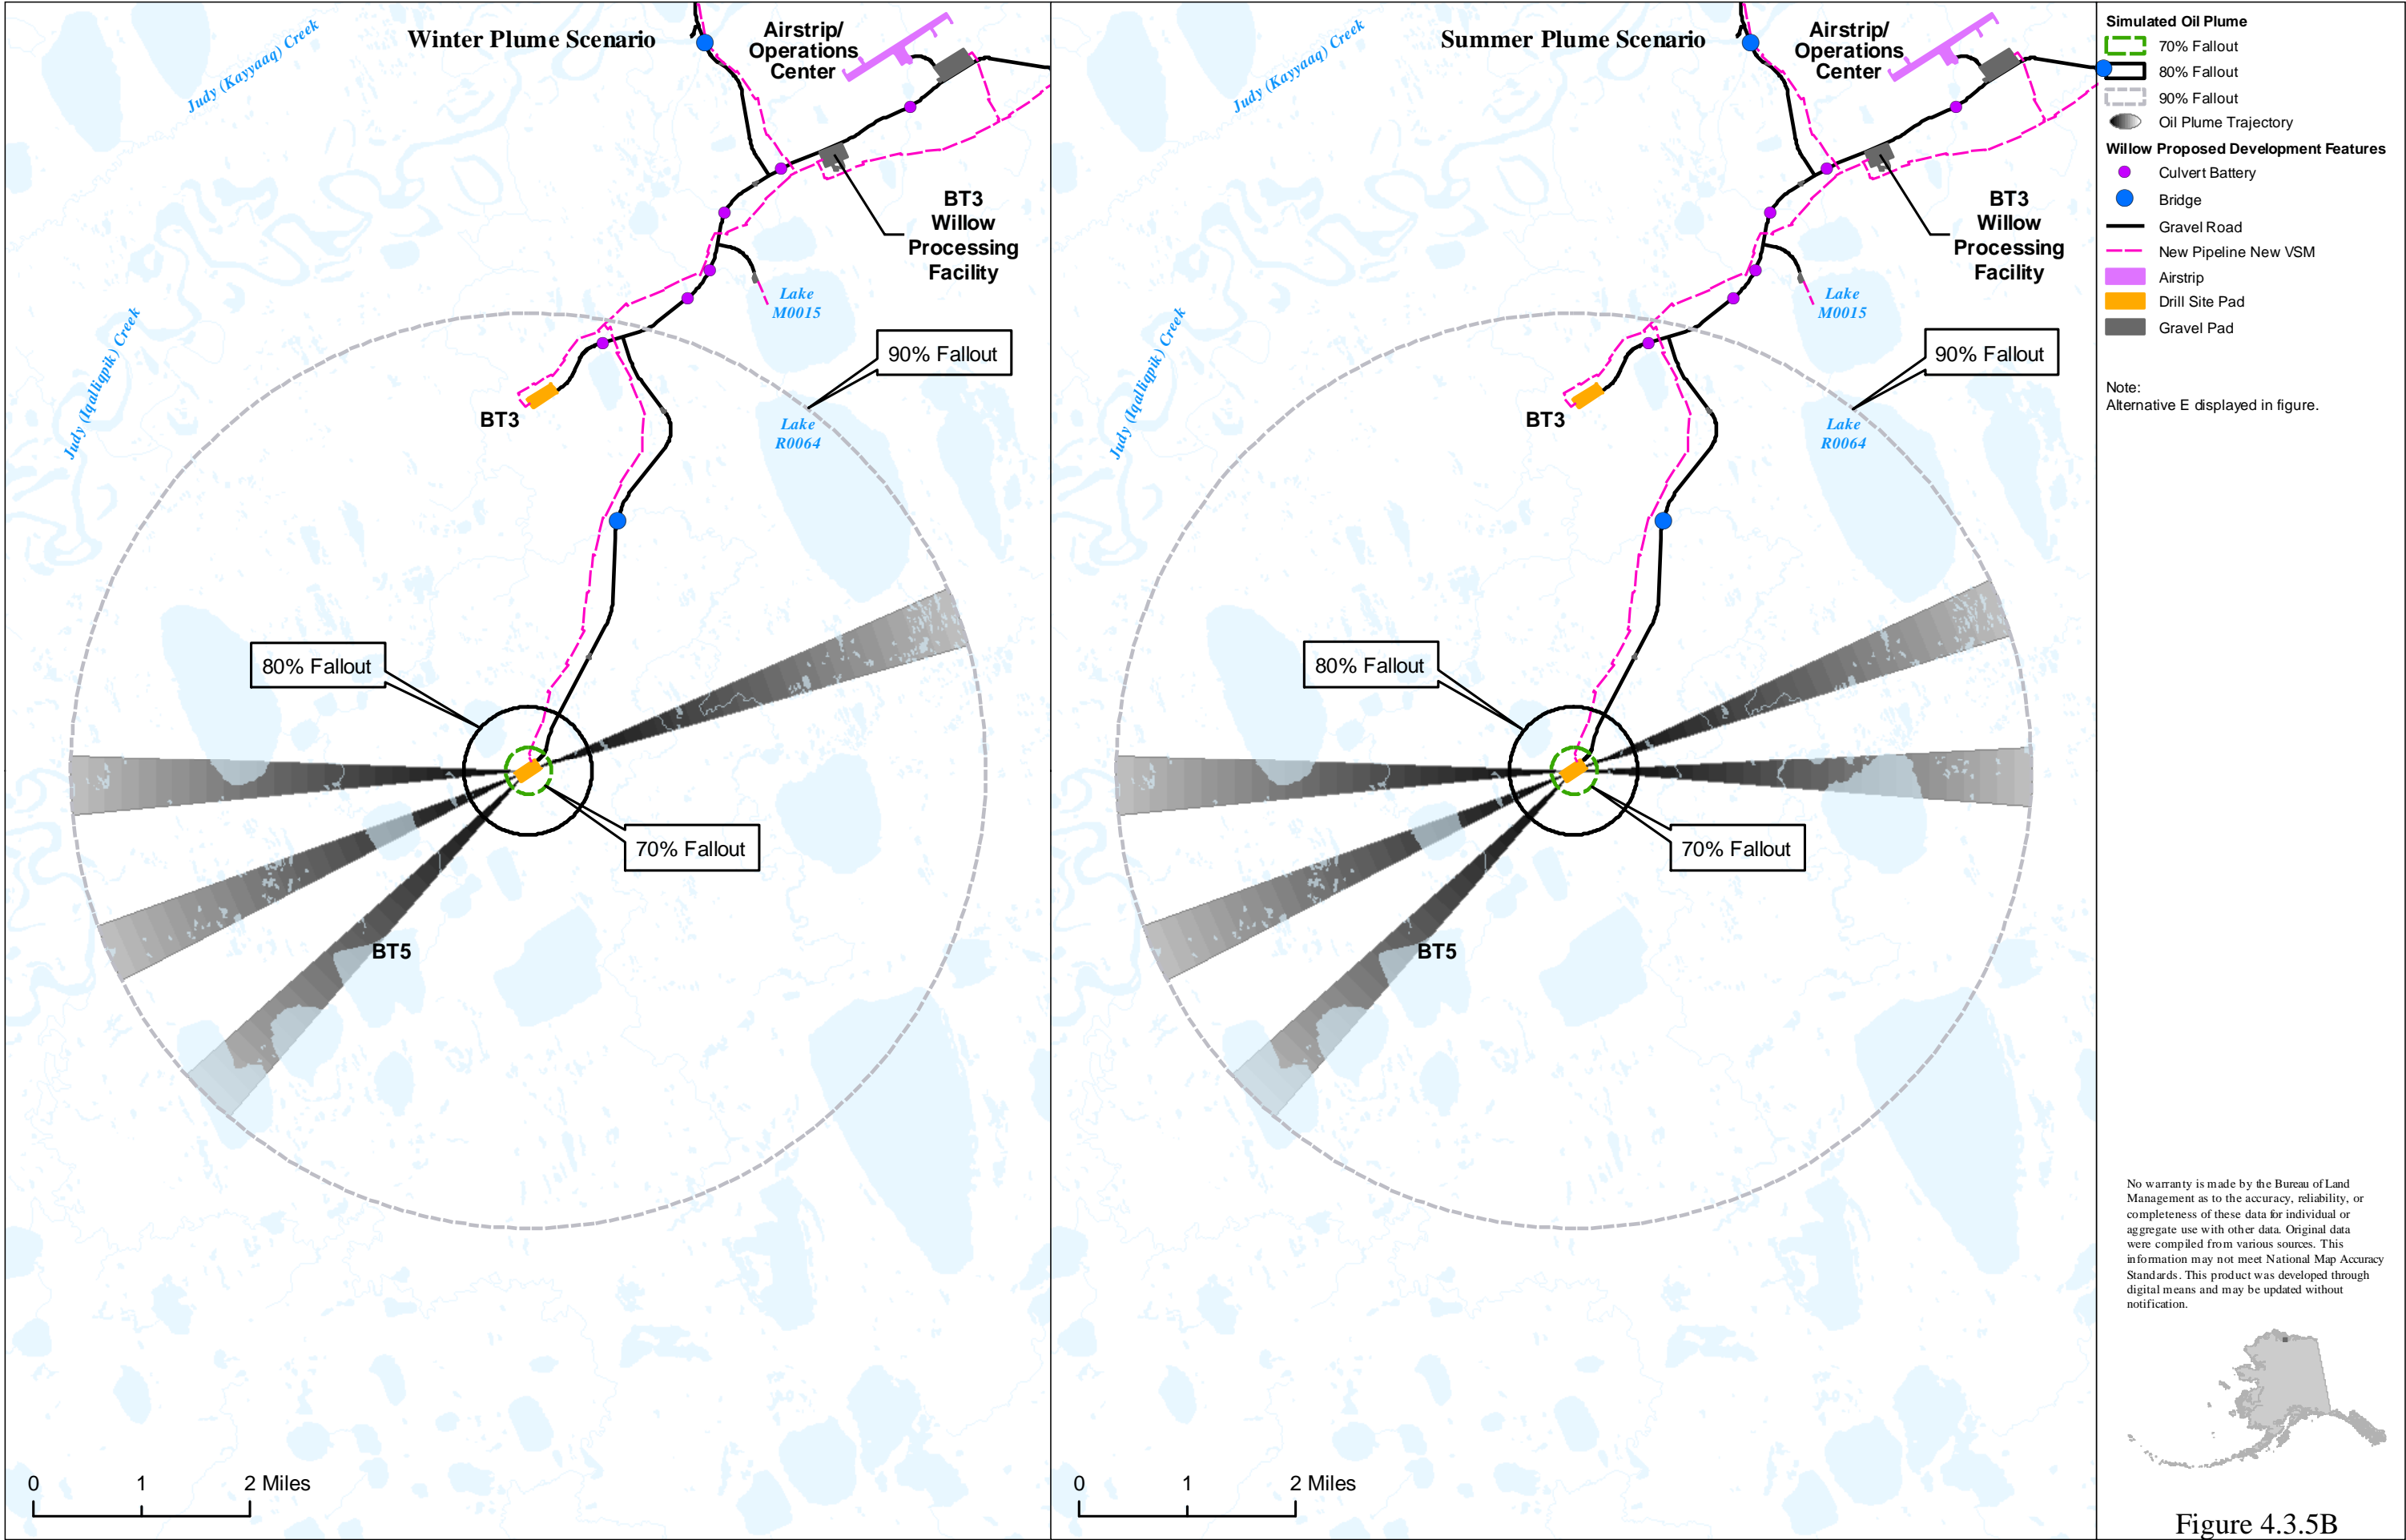 Winter Plume Scenario
Judy (Kayyaaq) Creek
Airstrip/
Operations
Center
BT3
Willow
Processing
Facility
Lake
M0015
Judy (Iqalliqpik) Creek
90% Fallout
BT3
Lake
R0064
80% Fallout
70% Fallout
BT5
0
1
2 Miles
Summer Plume Scenario
Judy (Kayyaaq) Creek
Airstrip/
Operations
Center
BT3
Willow
Processing
Facility
Lake
M0015
Judy (Iqalliqpik) Creek
90% Fallout
BT3
Lake
R0064
80% Fallout
70% Fallout
BT5
0
1
2 Miles
Simulated Oil Plume
70% Fallout
80% Fallout
90% Fallout
Oil Plume Trajectory
Willow Proposed Development Features
Culvert Battery
Bridge
Gravel Road
New Pipeline New VSM
Airstrip
Drill Site Pad
Gravel Pad
Note:
Alternative E displayed in figure.
No warranty is made by the Bureau of Land
Management as to the accuracy, reliability, or
completeness of these data for individual or
aggregate use with other data. Original data
were compiled from various sources. This
information may not meet National Map Accuracy
Standards. This product was developed through
digital means and may be updated without
notification.
Figure 4.3.5B